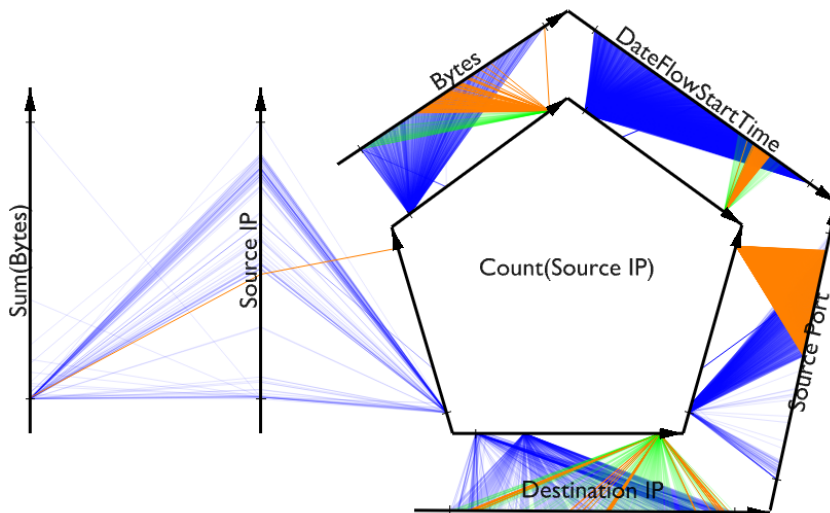 Sum(Bytes)
Source IP
Bytes
DateFlowStartTime
Count(Source IP)
Source Port
Destination IP